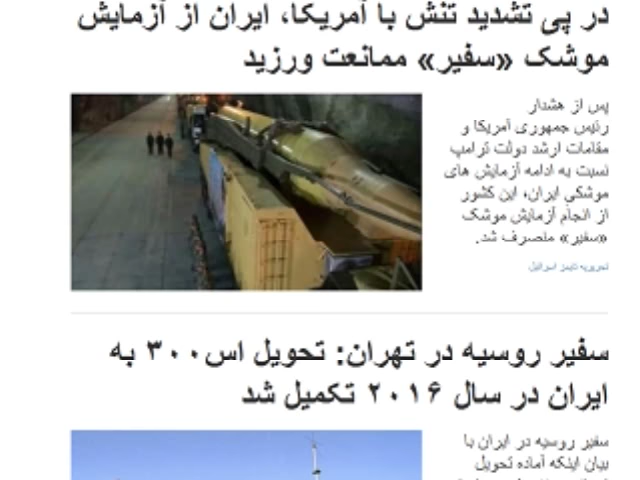 در پی تشدید تنش با آمریکا، ایران از آزمایش
موشک «سفیر» ممانعت ورزید
پس از هشدار
رئیس جمهوری آمریکا و
مقامات ارشد دولت ترامپ
نسبت به ادامه آزمایش های
موشکی ایران، این کشور
از انجام آزمایش موشک
«سفیر» منصرف شد.
تحریریه تایمز اسرائیل
سفیر روسیه در تهران: تحویل اس۳۰۰ به
ایران در سال ۲۰۱۶ تکمیل شد
سفیر روسیه در ایران با
بیان اینکه آماده تحویل